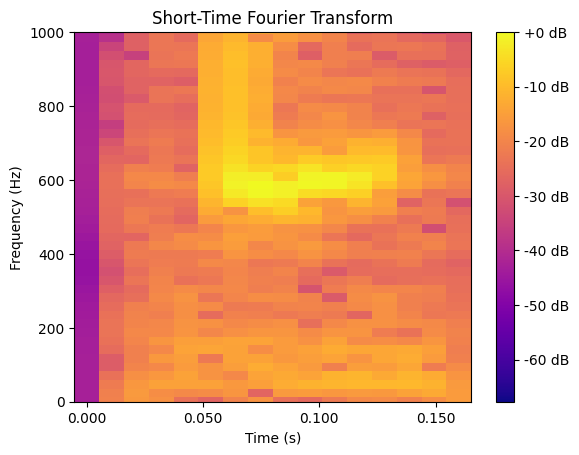 Short-Time Fourier Transform
1000
800
600
400
200
0
Frequency (Hz)
0.000
0.050
0.100
0.150
Time (s)
+0 dB
-10 dB
-20 dB
-30 dB
-40 dB
-50 dB
-60 dB